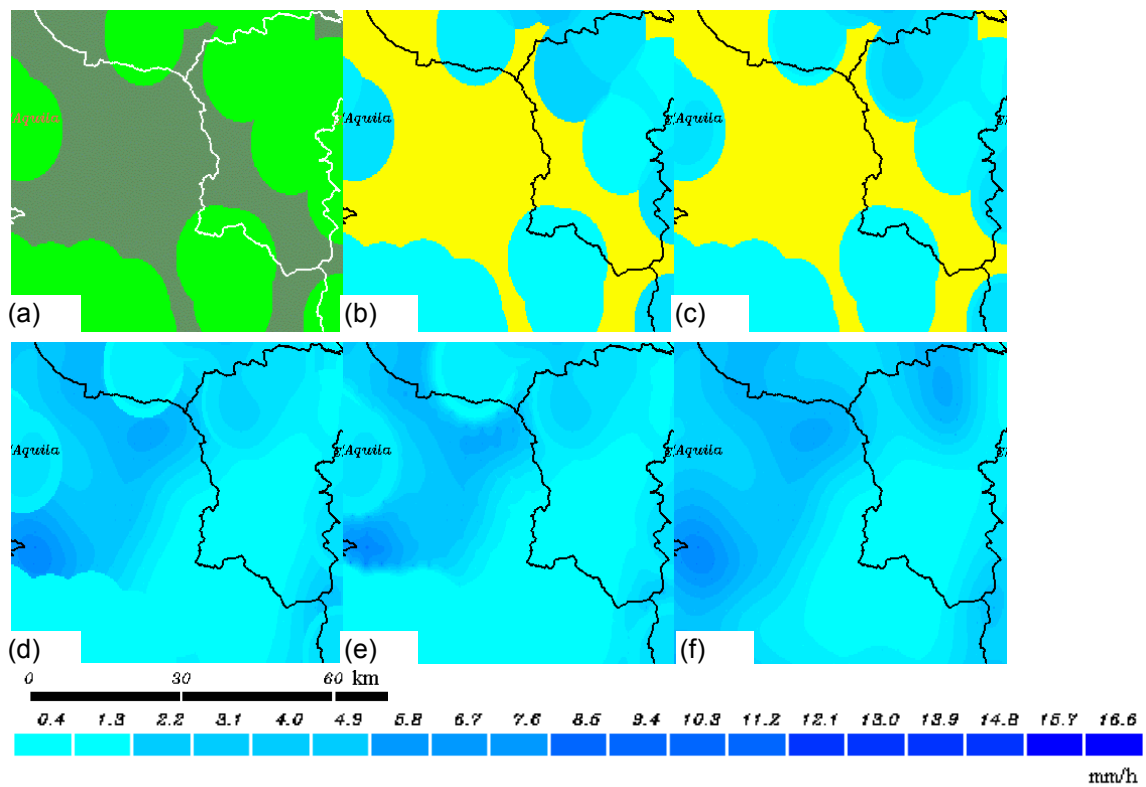 Aquila
(a)
'Aquila
(b)
Aquila
(c)
'Aquila
(d)
'Aquila
(e)
Aquila
(f)
0 30 60 km
0.4 1.3 2.2 3.1 4.0 4.9 5.8 6.7 7.6 8.5 9.4 10.3 11.2 12.1 13.0 13.9 14.8 15.7 16.6
mm/h